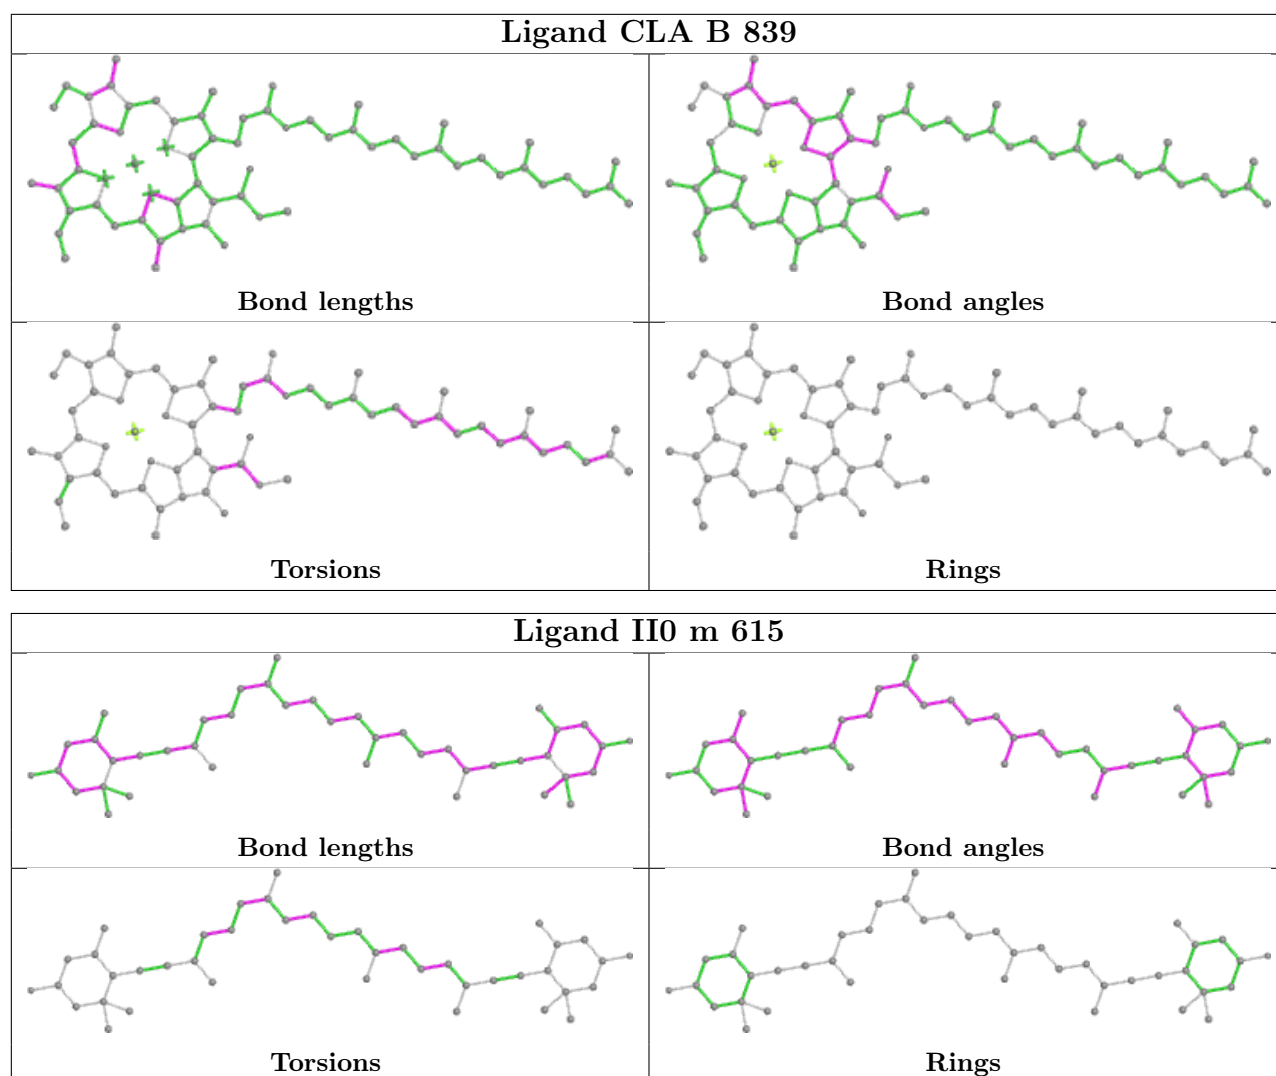 Ligand CLA B 839
Bond lengths
Bond angles
Torsions
Rings
Ligand II0 m 615
Bond lengths
Bond angles
Torsions
Rings